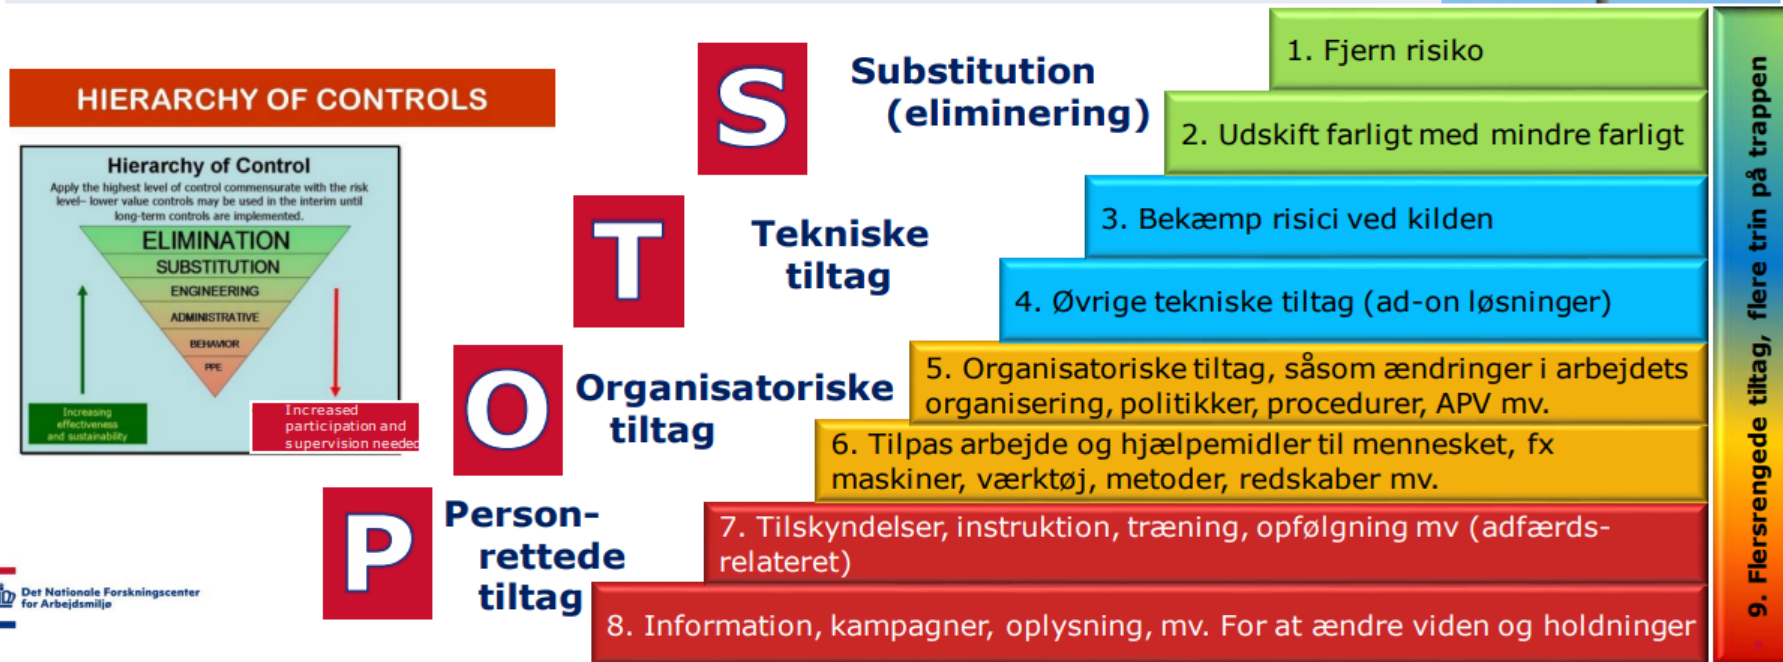 HIERARCHY OF CONTROLS
Hierarchy of Control
Apply the highest level of control commensurate with the risk
level– lower value controls may be used in the interim until
long-term controls are implemented.
ELIMINATION
SUBSTITUTION
ENGINEERING
ADMINISTRATIVE
BEHAVIOR
PPE
Increasing
effectiveness
and sustainability
Increased
participation and
supervision needed
Det Nationale Forskningscenter
for Arbejdsmiljø
S
Substitution
(eliminering)
T
Tekniske
tiltag
O
Organisatoriske
tiltag
P
Person-
rettede
tiltag
1. Fjern risiko
2. Udskift farligt med mindre farligt
3. Bekæmp risici ved kilden
4. Øvrige tekniske tiltag (ad-on løsninger)
5. Organisatoriske tiltag, såsom ændringer i arbejdets
organisering, politikker, procedurer, APV mv.
6. Tilpas arbejde og hjælpemidler til mennesket, fx
maskiner, værktøj, metoder, redskaber mv.
7. Tilskyndelser, instruktion, træning, opfølgning mv (adfærds-
relateret)
8. Information, kampagner, oplysning, mv. For at ændre viden og holdninger
9. Flersrengede tiltag, flere trin på trappen